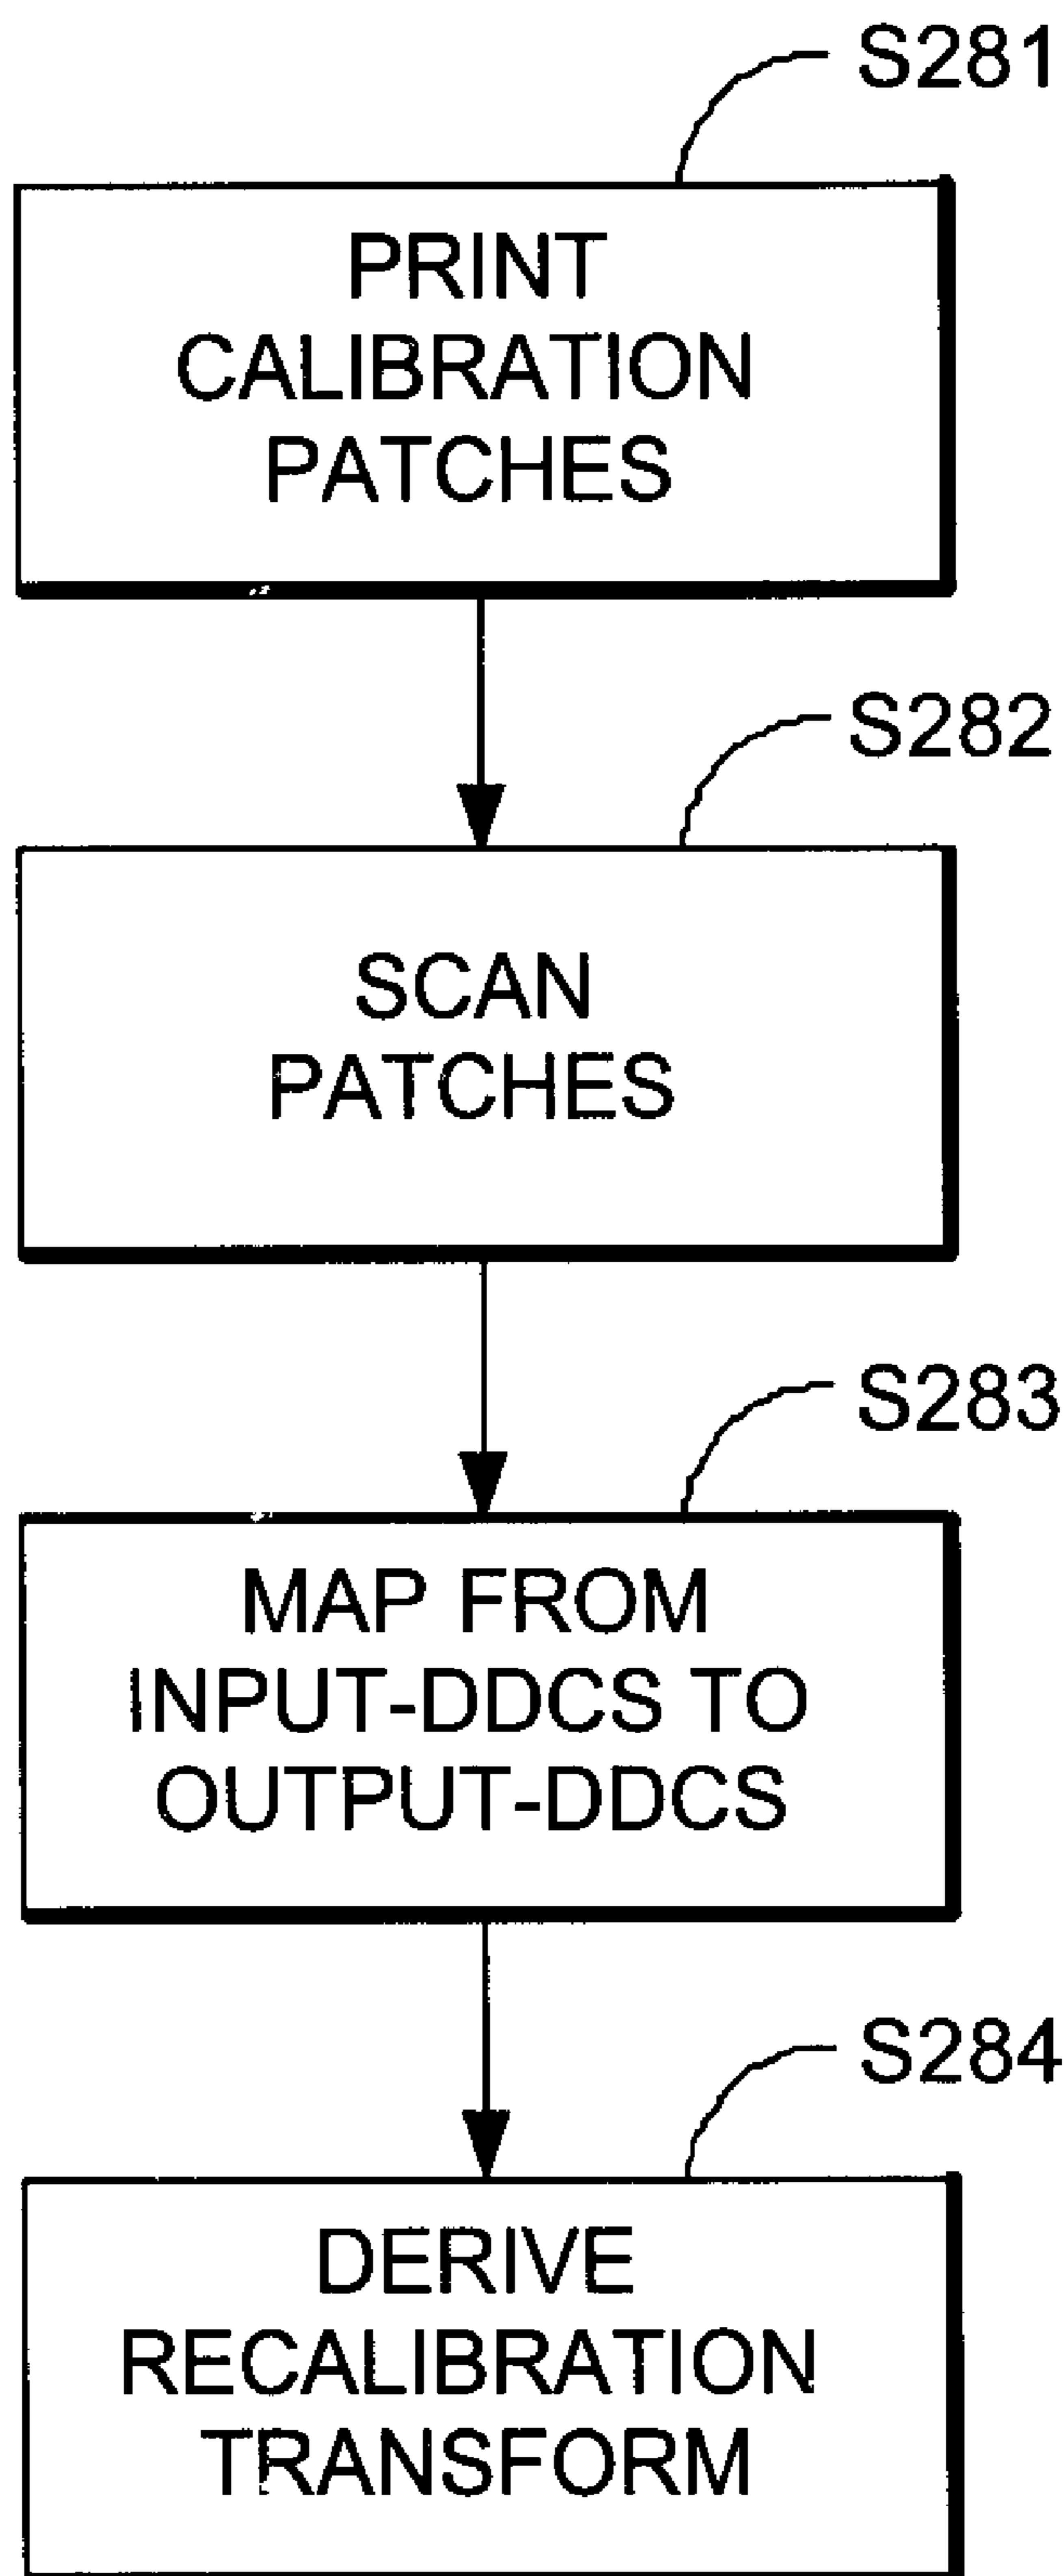 S281
PRINT
CALIBRATION
PATCHES
S282
SCAN
PATCHES
S283
MAP FROM
INPUT-DDCS TO
OUTPUT-DDCS
S284
DERIVE
RECALIBRATION
TRANSFORM